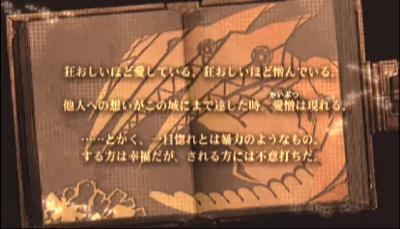 狂おしいほど愛している。狂おしいほど憎んでいる。
他人への想いがこの域にまで達した時、愛憎は現れる。
かいぶつ
……とかく、一目惚れとは暴力のようなもの。
する方は幸福だが、される方には不意打ちだ。